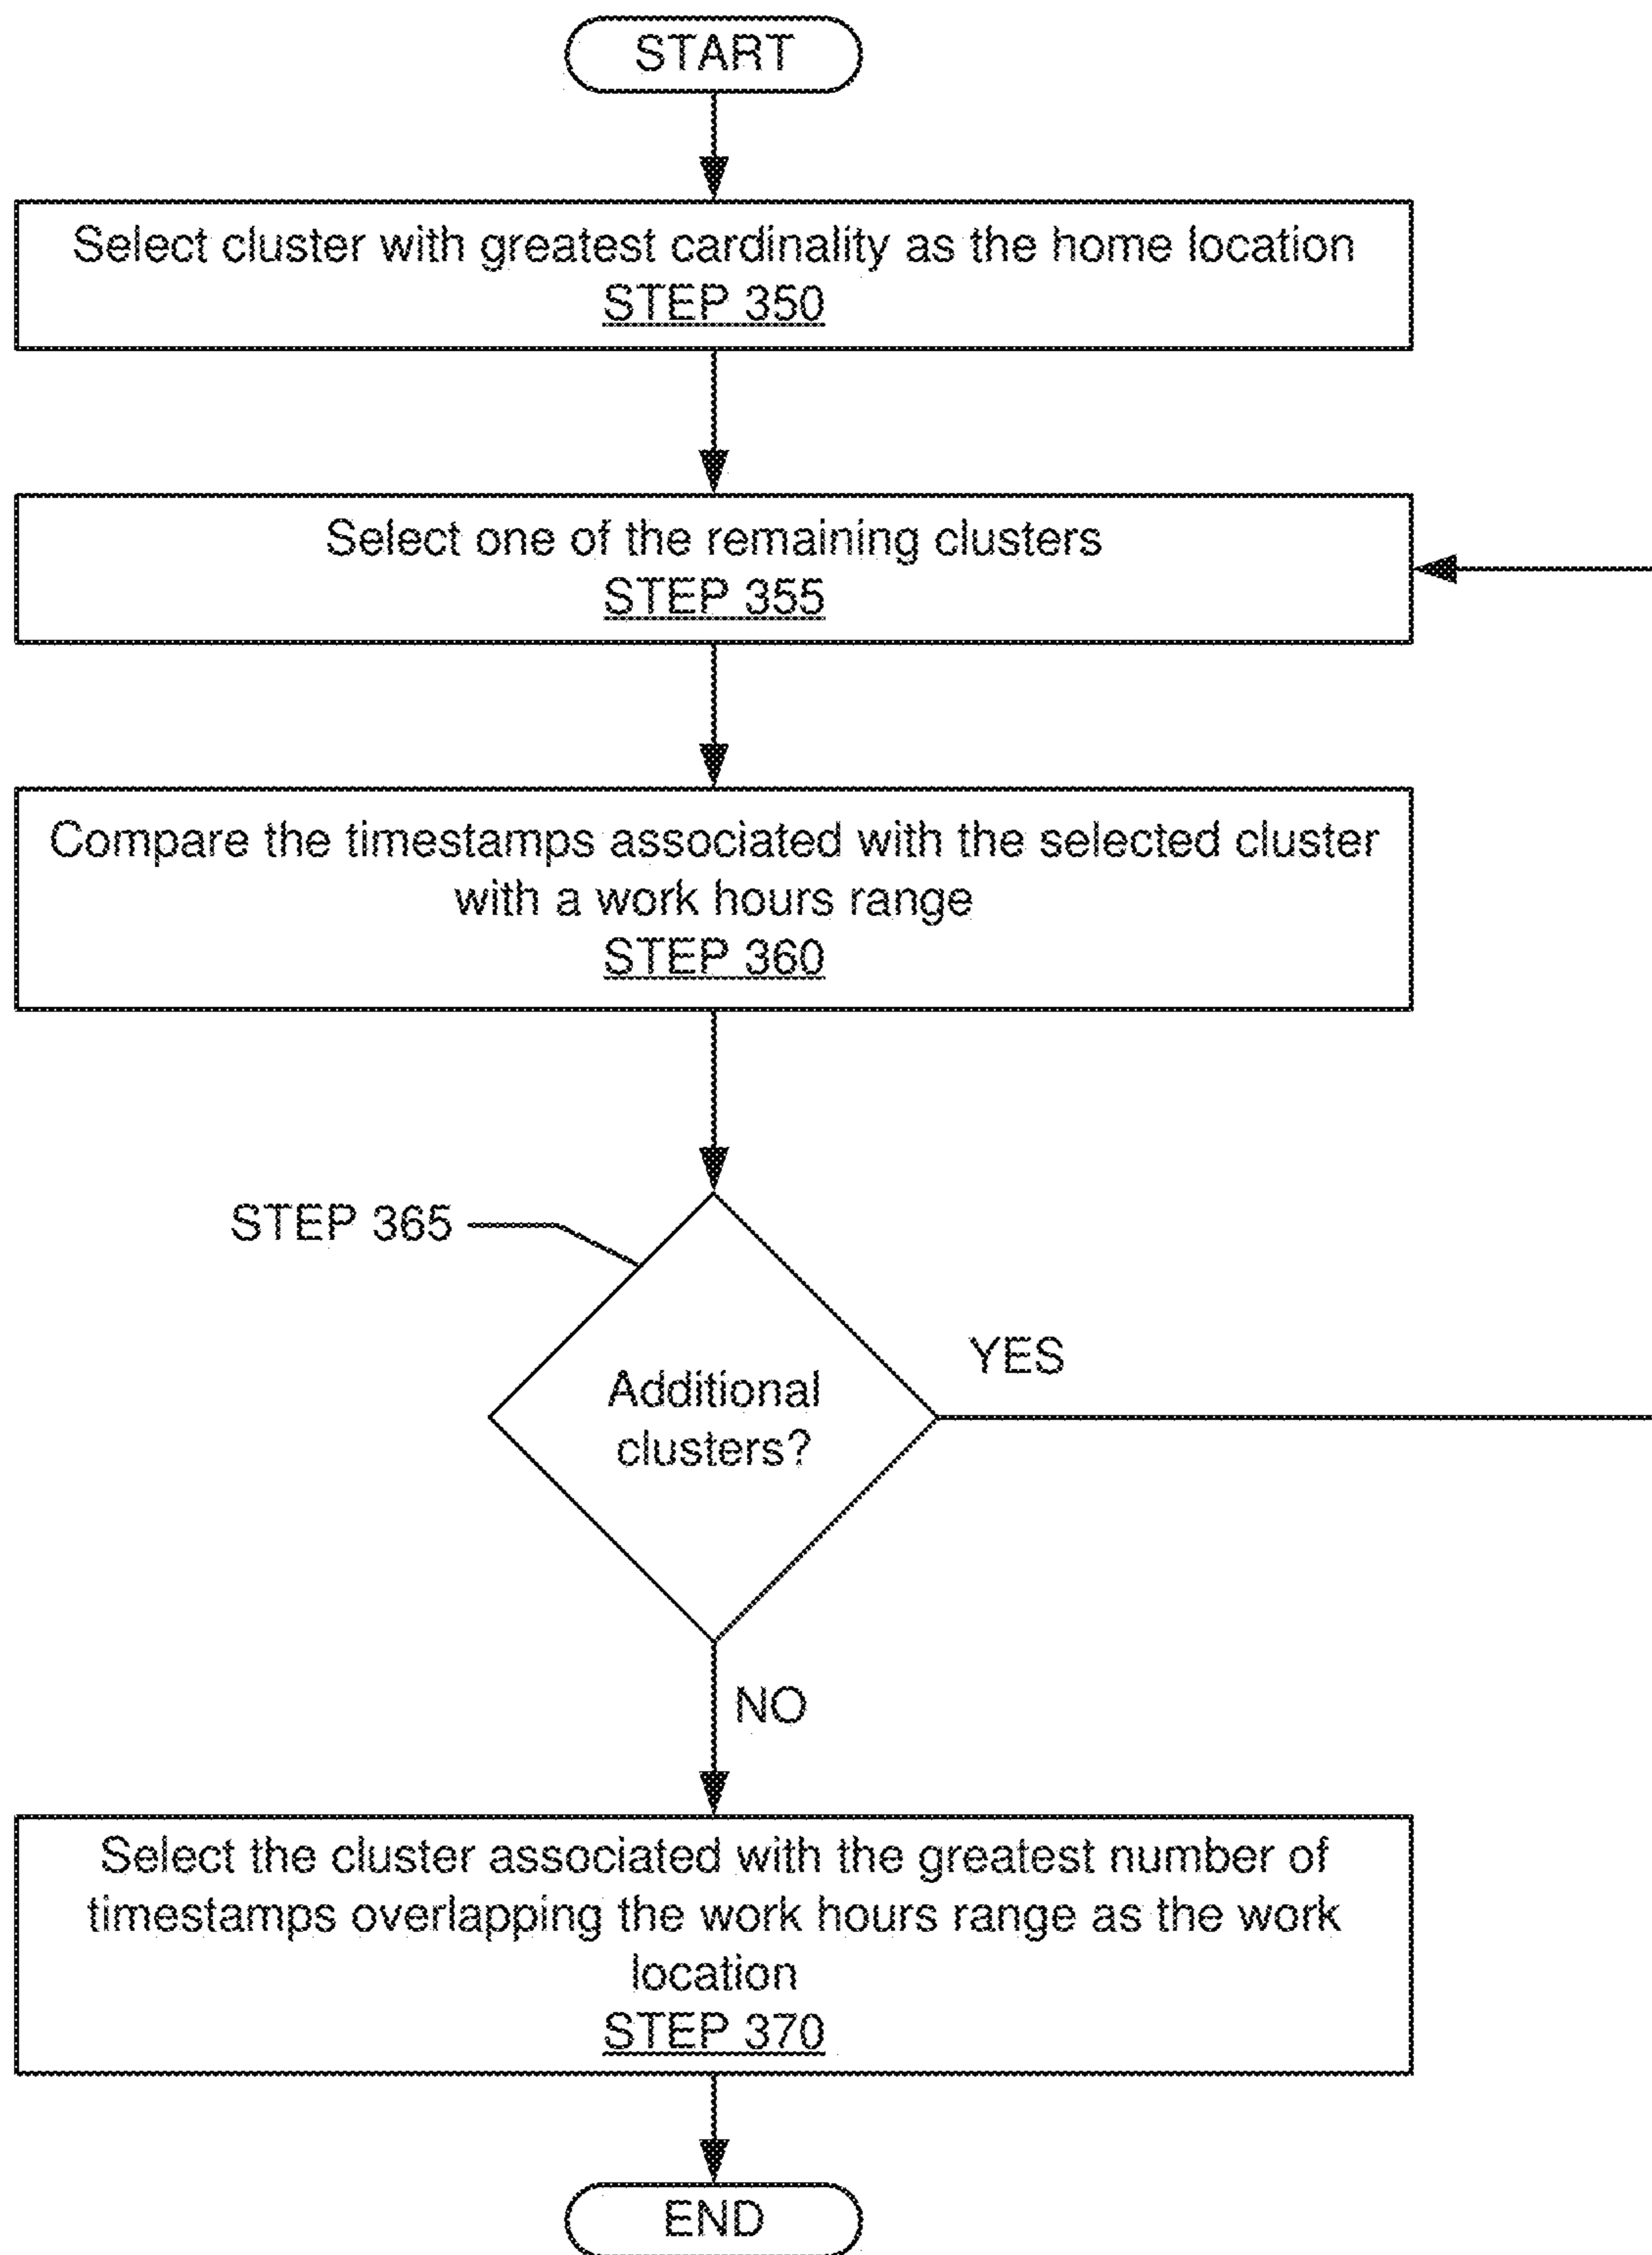 START
Select cluster with greatest cardinality as the home location
STEP 350
Select one of the remaining clusters
STEP 355
Compare the timestamps associated with the selected cluster
with a work hours range
STEP 360
STEP 365
Additional
clusters?
YES
NO
Select the cluster associated with the greatest number of
timestamps overlapping the work hours range as the work
location
STEP 370
END